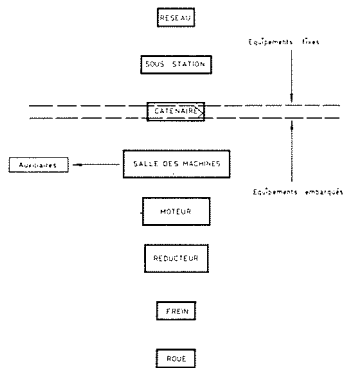 RESEAU
Equipements fixes
SOUS STATION
CATENAIRE
Auxiliaires
SALLE DES MACHINES
Equipements embarqués
MOTEUR
REDUCTEUR
FREIN
ROUE